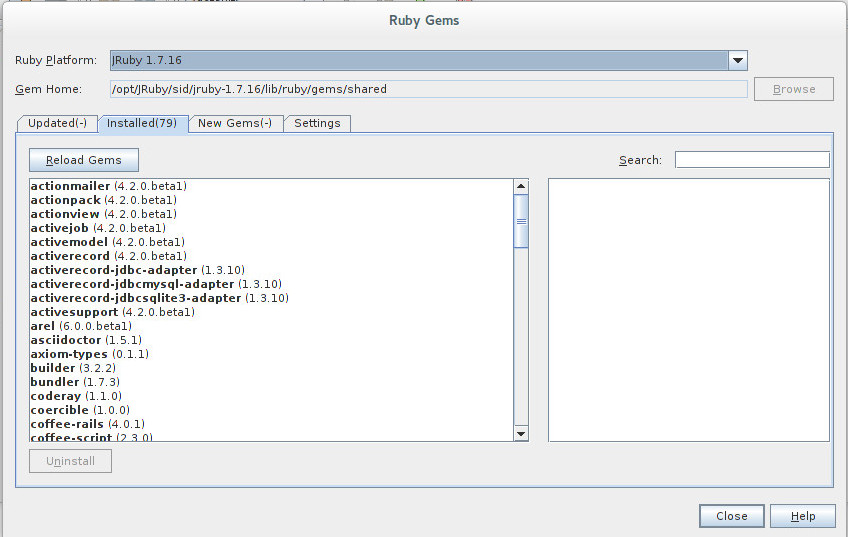 Ruby Gems
Ruby Platform: JRuby 1.7.16
Gem Home: /opt/JRuby/sid/jruby-1.7.16/lib/ruby/gems/shared Browse
Updated(-) Installed(79) New Gems(-) Settings
Reload Gems Search:
actionmailer (4.2.0.beta1)
actionpack (4.2.0.beta1)
actionview (4.2.0.beta1)
activejob (4.2.0.beta1)
activemodel (4.2.0.beta1)
activerecord (4.2.0.beta1)
activerecord-jdbc-adapter (1.3.10)
activerecord-jdbcmysql-adapter (1.3.10)
activerecord-jdbcsqlite3-adapter (1.3.10)
activesupport (4.2.0.beta1)
arel (6.0.0.beta1)
asciidoctor (1.5.1)
axiom-types (0.1.1)
builder (3.2.2)
bundler (1.7.3)
coderay (1.1.0)
coercible (1.0.0)
coffee-rails (4.0.1)
coffee-script (2.3.0)
Uninstall
Close Help